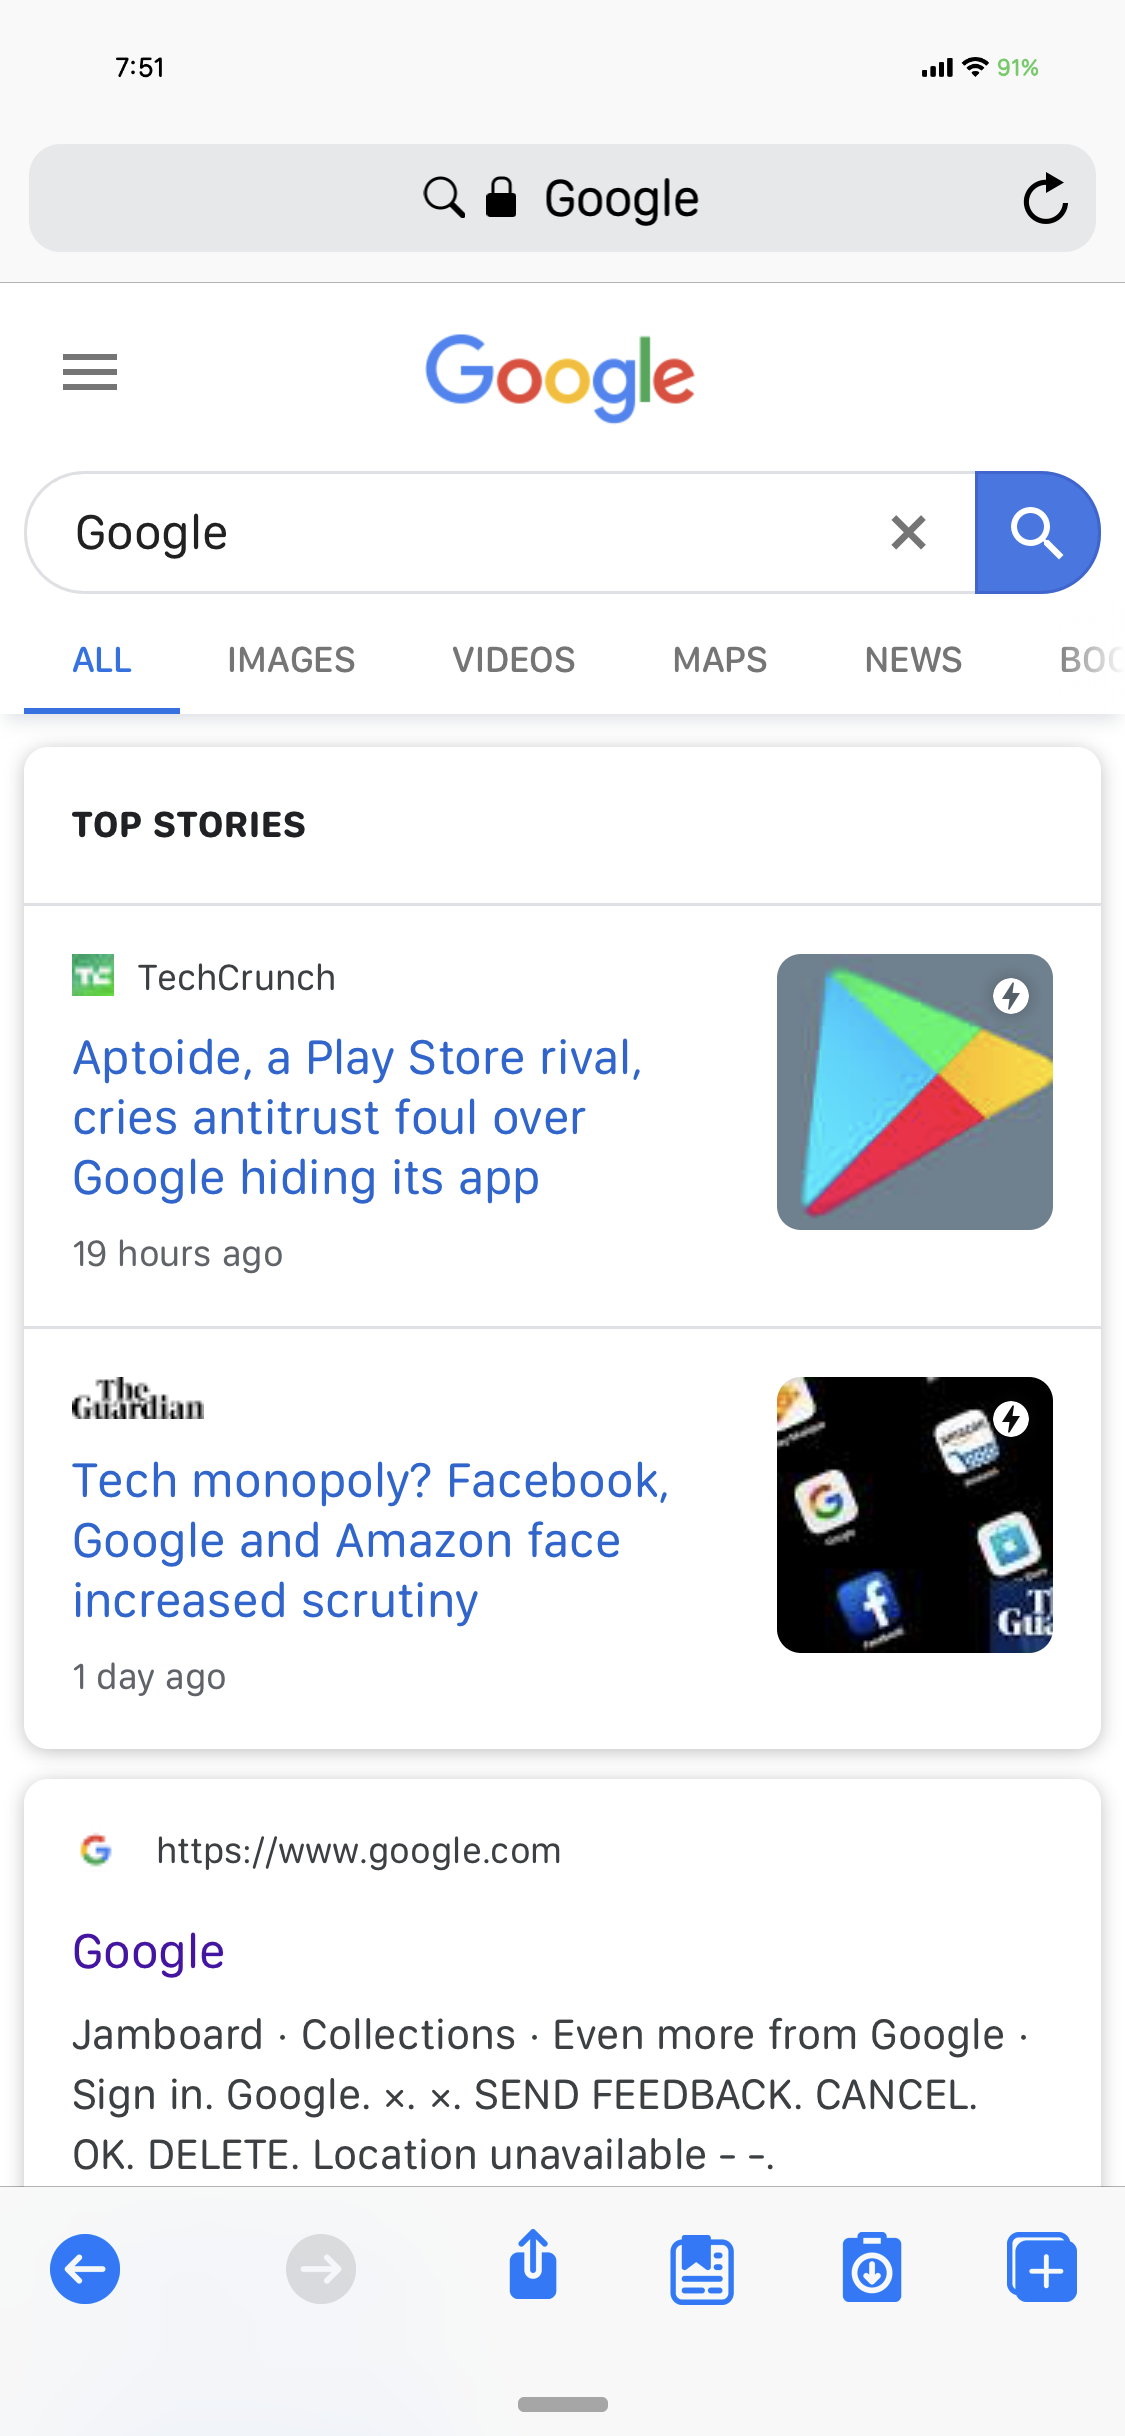 7:51
91%
Google
Google
Google
ALL IMAGES VIDEOS MAPS NEWS
TOP STORIES
TC TechCrunch
Aptoide, a Play Store rival,
cries antitrust foul over
Google hiding its app
19 hours ago
The
Guardian
Tech monopoly? Facebook,
Google and Amazon face
increased scrutiny
1 day ago
https://www.google.com
Google
Jamboard · Collections · Even more from Google ·
Sign in. Google. ×. ×. SEND FEEDBACK. CANCEL.
OK. DELETE. Location unavailable - -.